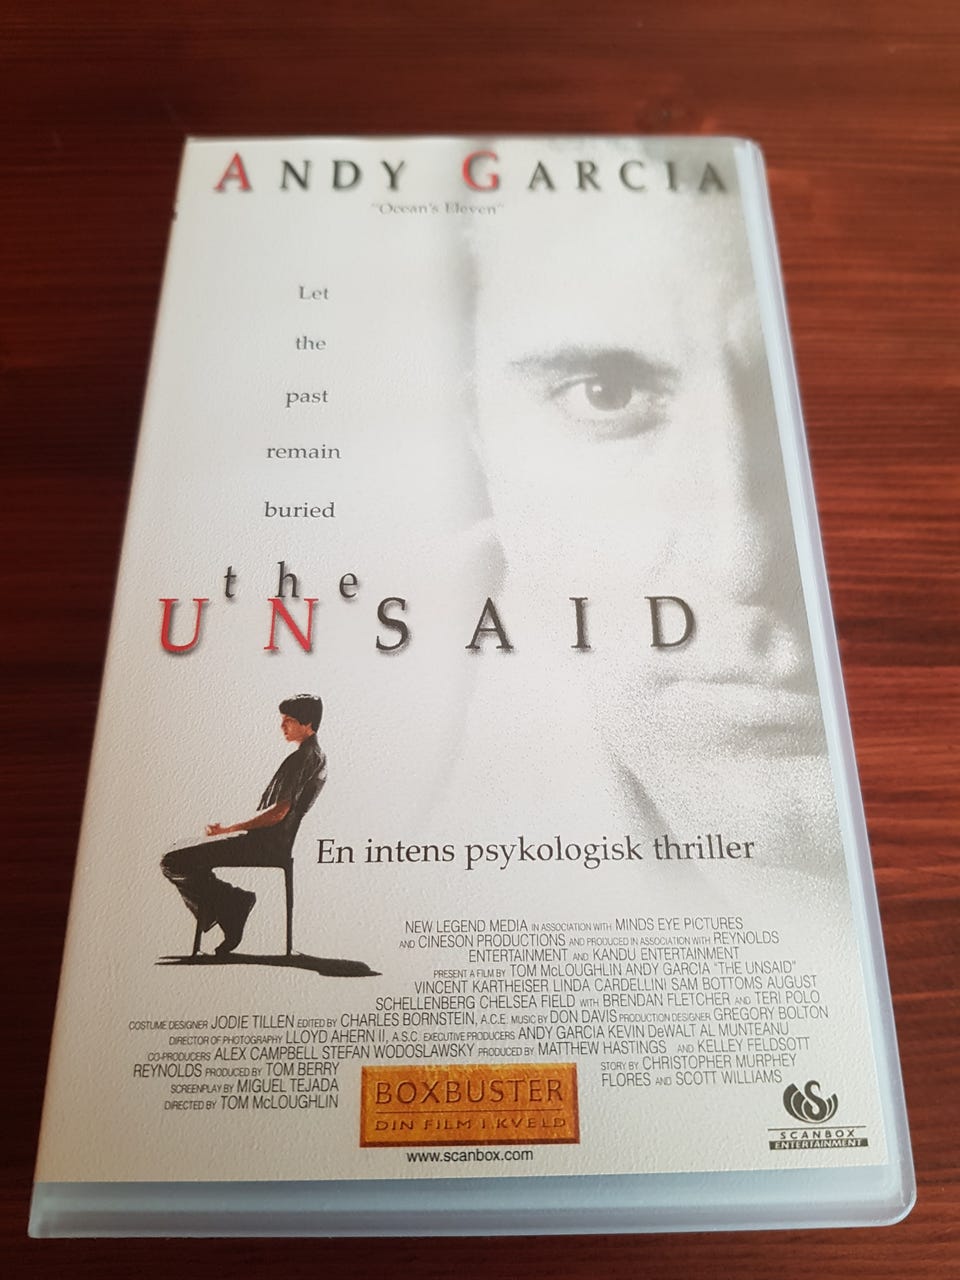 ANDY GARCIA
"Ocean's Eleven"
Let
the
past
remain
buried
the
UNSAID
En intens psykologisk thriller
NEW LEGEND MEDIA IN ASSOCIATION WITH MINDS EYE PICTURES
AND CINESON PRODUCTIONS AND PRODUCED IN ASSOCIATION WITH REYNOLDS
ENTERTAINMENT AND KANDU ENTERTAINMENT
PRESENT A FILM BY TOM McLOUGHLIN ANDY GARCIA "THE UNSAID"
VINCENT KARTHEISER LINDA CARDELLINI SAM BOTTOMS AUGUST
SCHELLENBERG CHELSEA FIELD WITH BRENDAN FLETCHER AND TERI POLO
COSTUME DESIGNER JODIE TILLEN EDITED BY CHARLES BORNSTEIN, A.C.E. MUSIC BY DON DAVIS PRODUCTION DESIGNER GREGORY BOLTON
DIRECTOR OF PHOTOGRAPHY LLOYD AHERN II, A.S.C. EXECUTIVE PRODUCERS ANDY GARCIA KEVIN DeWALT AL MUNTEANU
CO-PRODUCERS ALEX CAMPBELL STEFAN WODOSLAWSKY PRODUCED BY MATTHEW HASTINGS AND KELLEY FELDSOTT
REYNOLDS PRODUCED BY TOM BERRY STORY BY CHRISTOPHER MURPHEY
SCREENPLAY BY MIGUEL TEJADA FLORES AND SCOTT WILLIAMS
DIRECTED BY TOM McLOUGHLIN
BOXBUSTER
DIN FILM I KVELD
www.scanbox.com
SCANBOX
ENTERTAINMENT